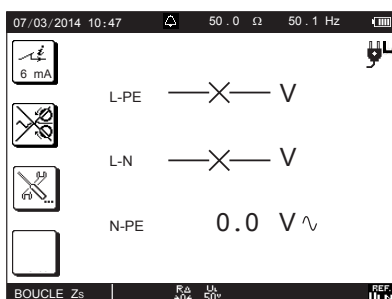 07/03/2014 10:47 50.0 Ω 50.1 Hz
6 mA
L-PE V
...
L-N V
N-PE 0.0 V
BOUCLE Zs
REF.